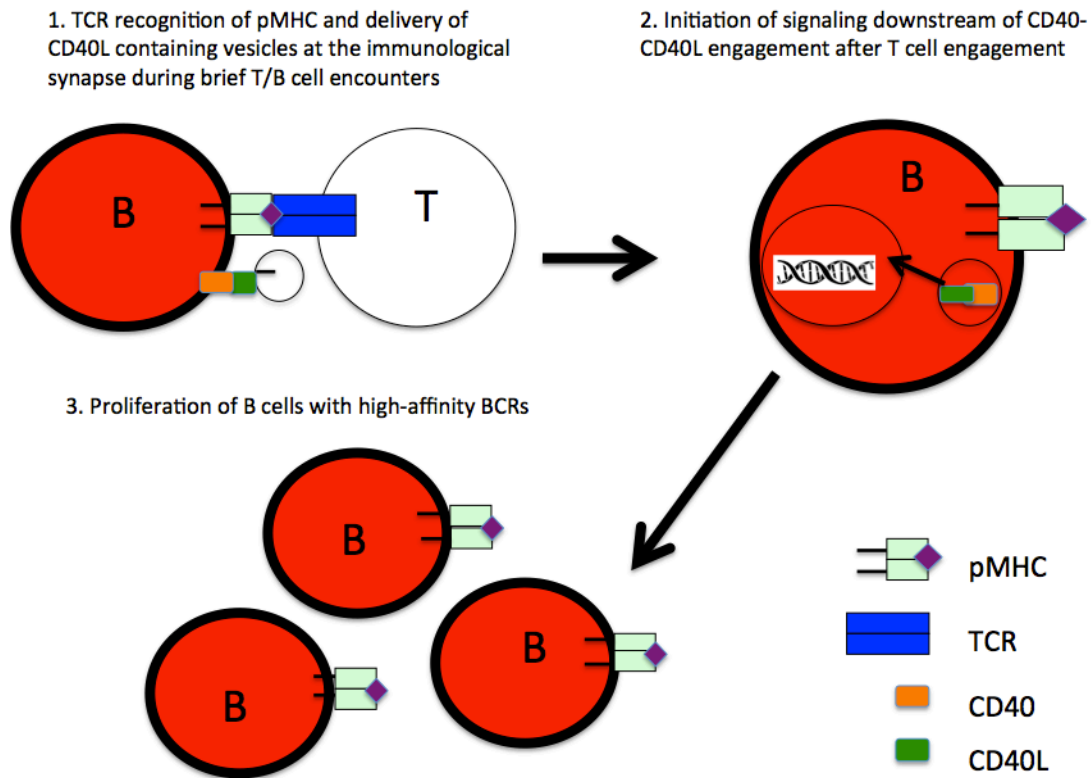 1. TCR recognition of pMHC and delivery of
CD40L containing vesicles at the immunological
synapse during brief T/B cell encounters
2. Initiation of signaling downstream of CD40-
CD40L engagement after T cell engagement
B
T
B
3. Proliferation of B cells with high-affinity BCRs
B
B
B
pMHC
TCR
CD40
CD40L